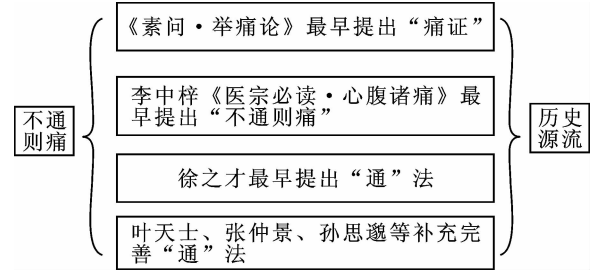 不通
则痛
《素问·举痛论》最早提出“痛证”
李中梓《医宗必读·心腹诸痛》最
早提出“不通则痛”
徐之才最早提出“通”法
叶天士、张仲景、孙思邈等补充完
善“通”法
历史
源流